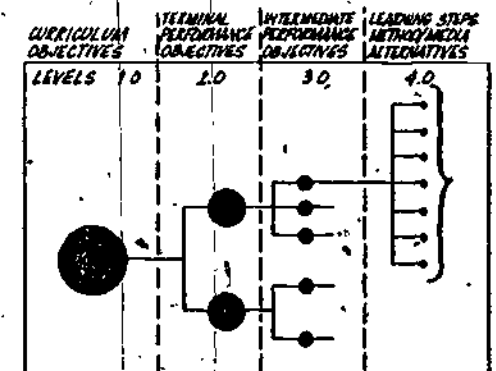 CURRICULUM
OBJECTIVES
TERMINAL
PERFORMANCE
OBJECTIVES
INTERMEDIATE
PERFORMANCE
OBJECTIVES
LEARNING STEPS
METHOD/MEDIA
ALTERNATIVES
LEVELS 1.0 2.0 3.0 4.0